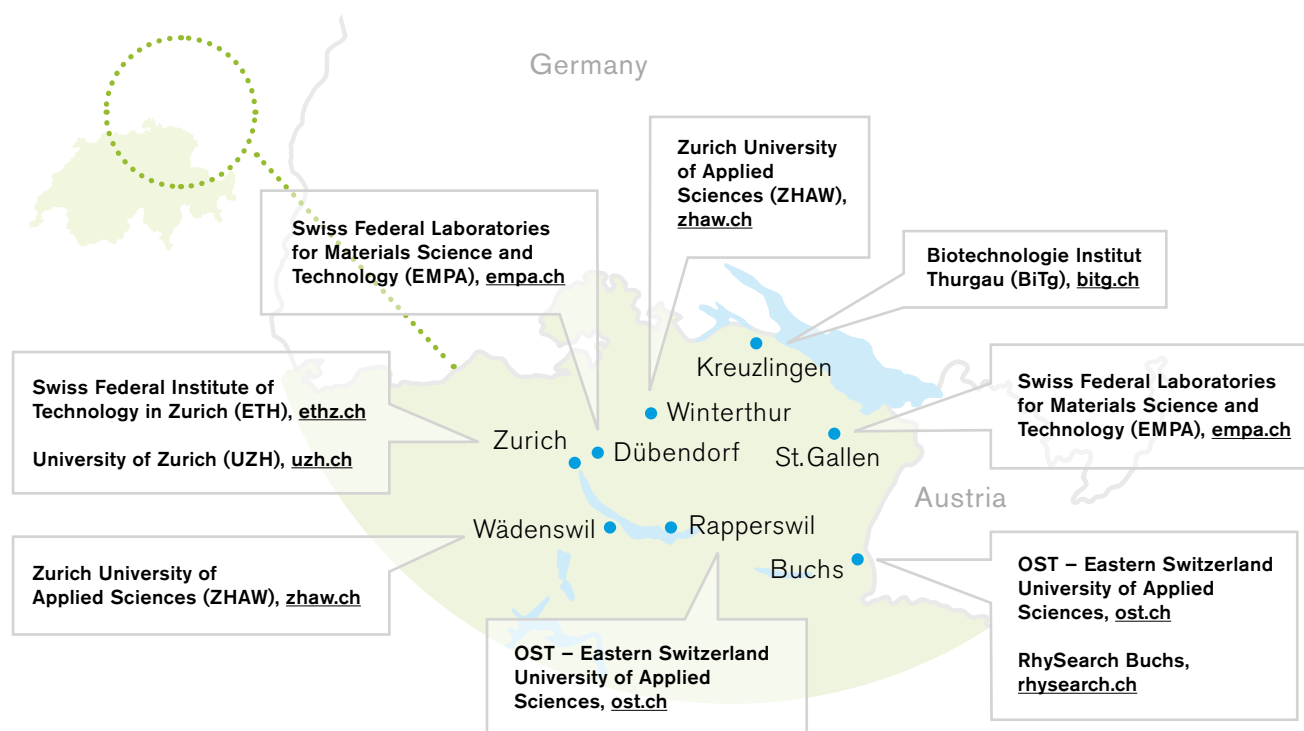 Germany
Zurich University
of Applied
Sciences (ZHAW),
zhaw.ch
Swiss Federal Laboratories
for Materials Science and
Technology (EMPA), empa.ch
Biotechnologie Institut
Thurgau (BiTg), bitg.ch
Swiss Federal Institute of
Technology in Zurich (ETH), ethz.ch
University of Zurich (UZH), uzh.ch
Kreuzlingen
Winterthur
Zurich
Dübendorf
St. Gallen
Swiss Federal Laboratories
for Materials Science and
Technology (EMPA), empa.ch
Austria
Wädenswil
Rapperswil
Buchs
Zurich University of
Applied Sciences (ZHAW), zhaw.ch
OST – Eastern Switzerland
University of Applied
Sciences, ost.ch
OST – Eastern Switzerland
University of Applied
Sciences, ost.ch
RhySearch Buchs,
rhysearch.ch